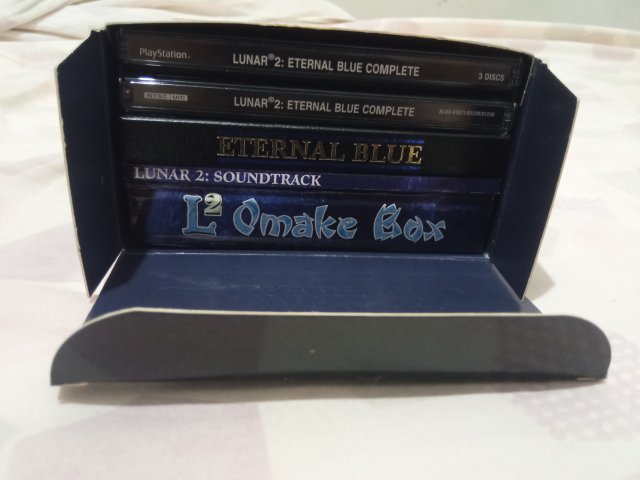 PlayStation®
LUNAR®2: ETERNAL BLUE COMPLETE
3 DISCS
NTSC U/C
LUNAR®2: ETERNAL BLUE COMPLETE
ETERNAL BLUE
LUNAR 2: SOUNDTRACK
L2 Omake Box